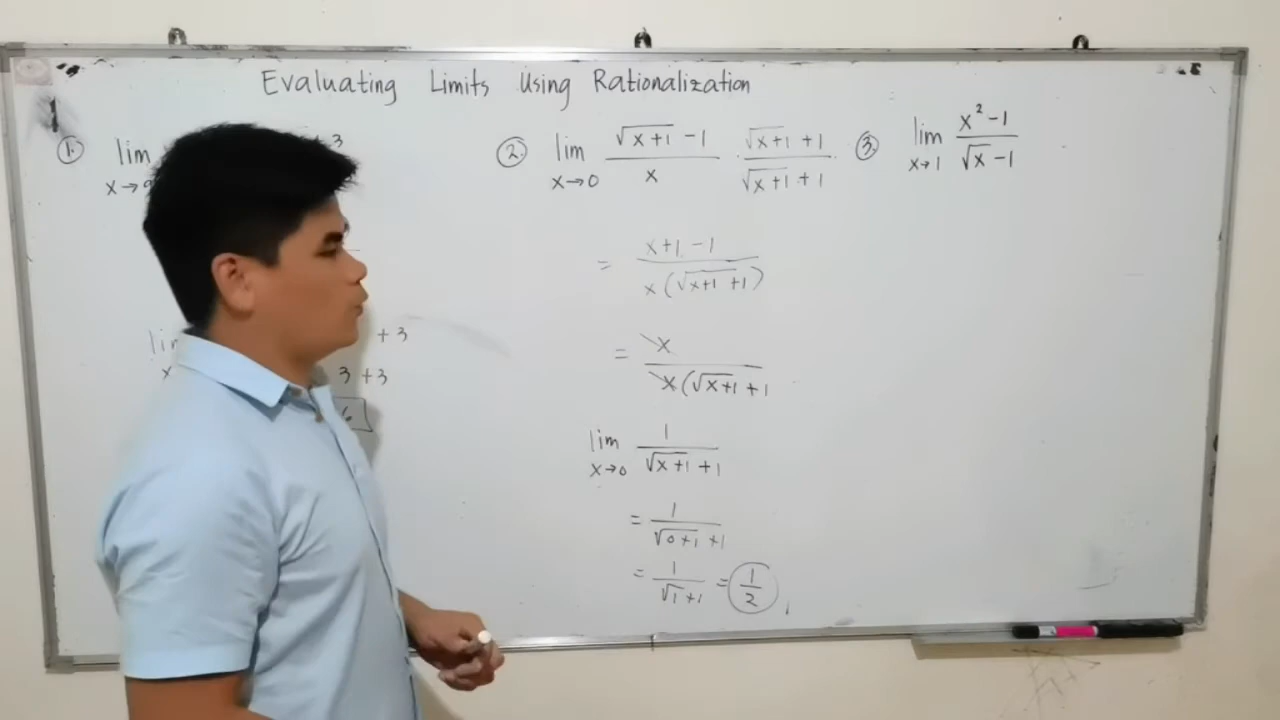 Evaluating Limits Using Rationalization
1.
lim
x→
+3
lim
x
+ 3
3 + 3
6
2. lim x→0 (√(x+1) - 1)/x · (√(x+1) + 1)/(√(x+1) + 1)
= (x+1 - 1)/(x(√(x+1) + 1))
= x/(x(√(x+1) + 1
lim x→0 1/(√(x+1) + 1)
= 1/(√(0+1) + 1)
= 1/(√1 + 1) = 1/2
3. lim x→1 (x² - 1)/(√x - 1)